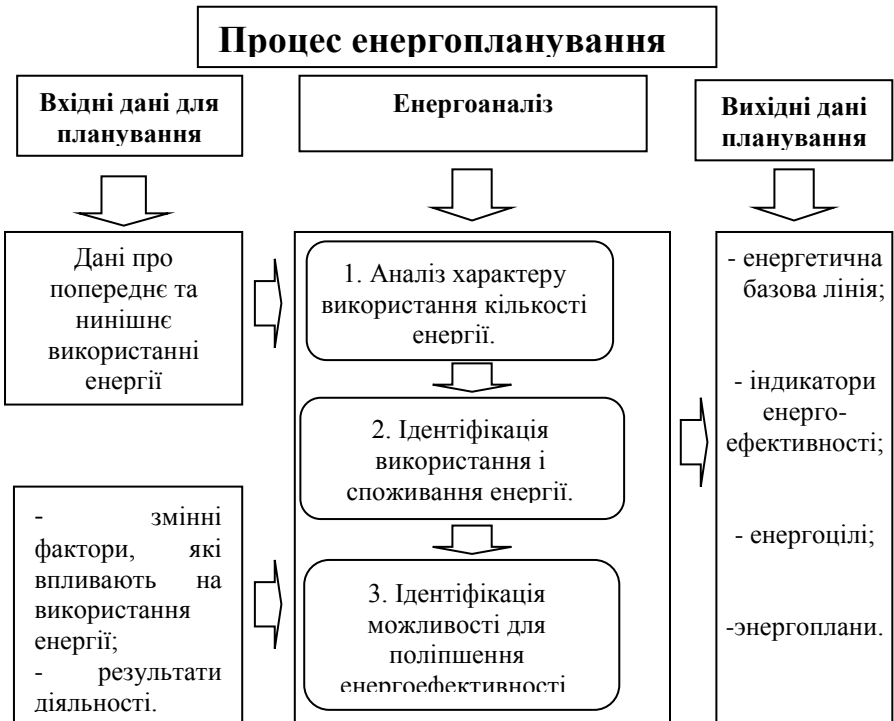 Процес енергопланування
Вхідні дані для
планування
Енергоаналіз
Вихідні дані
планування
Дані про
попереднє та
нинішнє
використанні
енергії
1. Аналіз характеру
використання кількості
енергії.
2. Ідентифікація
використання і
споживання енергії.
- змінні
фактори, які
впливають на
використання
енергії;
- результати
діяльності.
3. Ідентифікація
можливості для
поліпшення
енергоефективності
- енергетична
базова лінія;
- індикатори
енерго-
ефективності;
- енергоцілі;
-энергоплани.